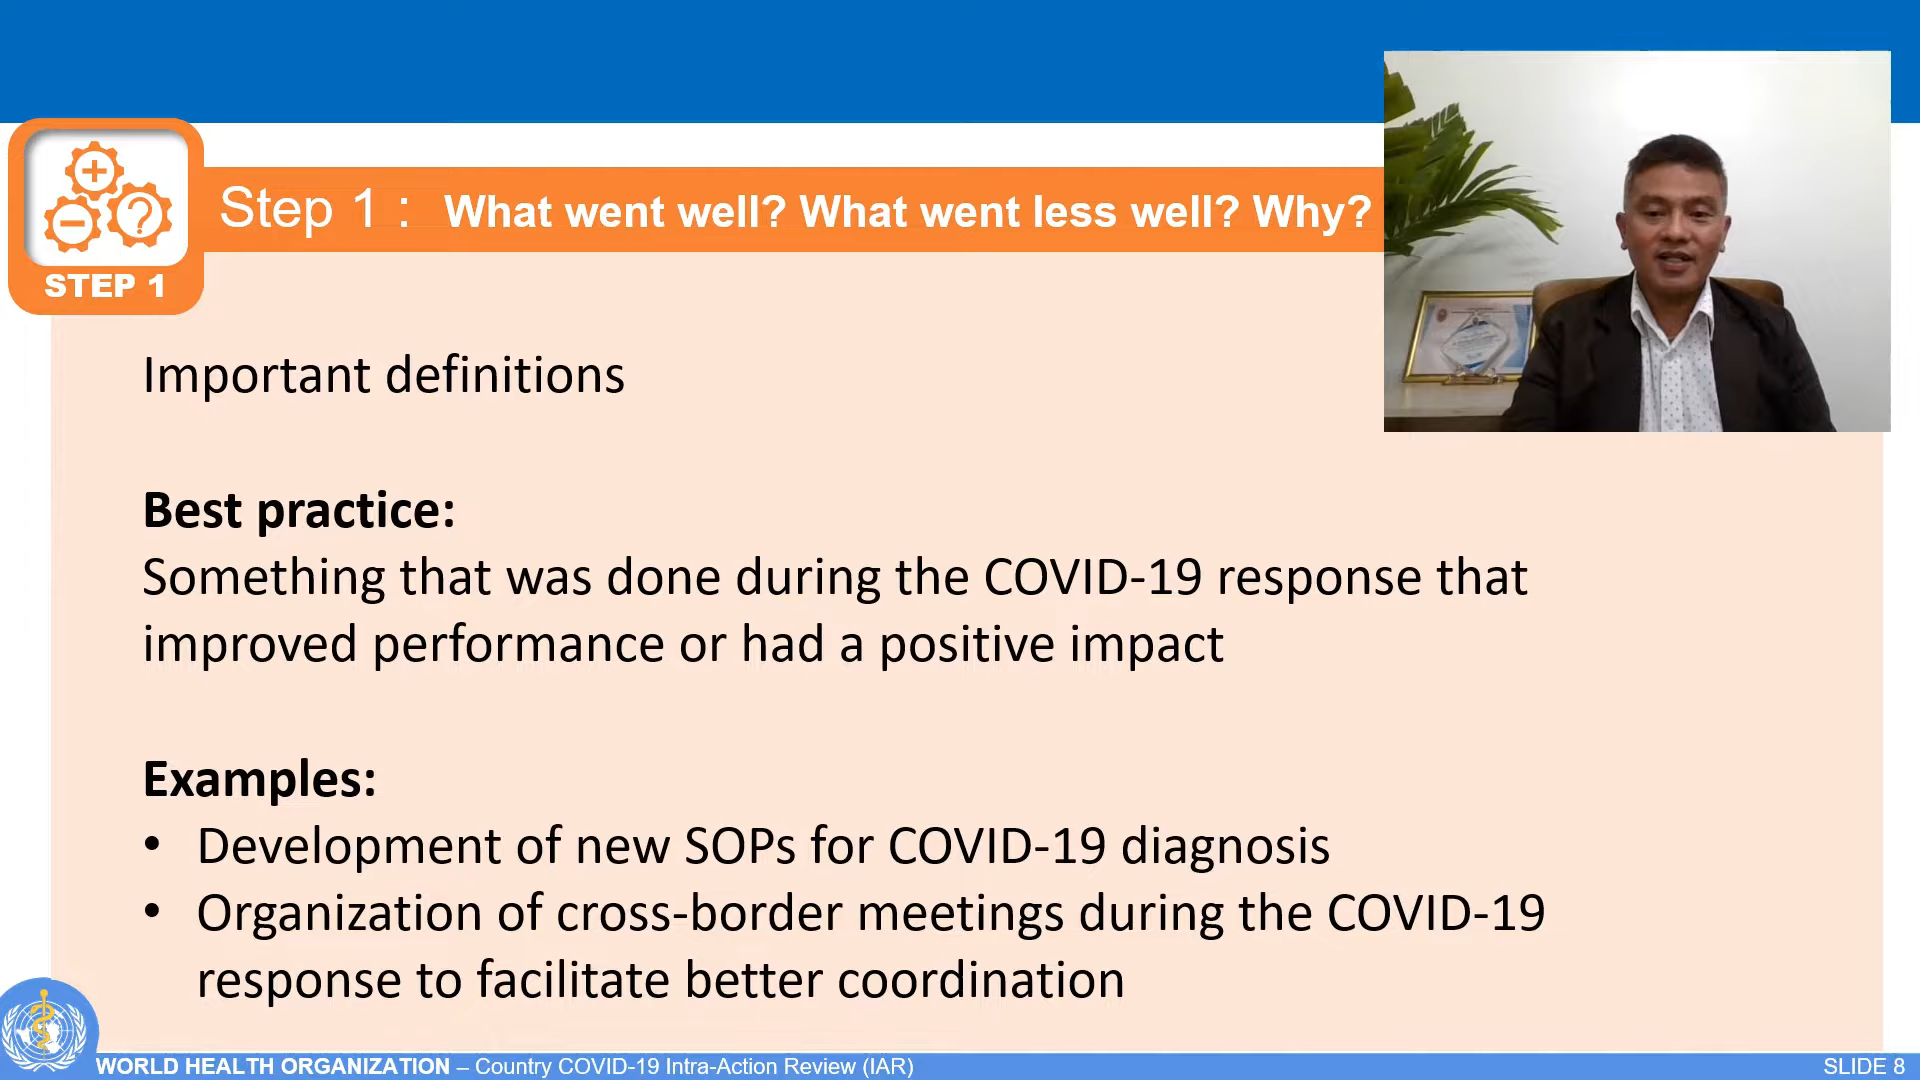 Step 1 : What went well? What went less well? Why?
STEP 1
Important definitions
Best practice:
Something that was done during the COVID-19 response that
improved performance or had a positive impact
Examples:
• Development of new SOPs for COVID-19 diagnosis
• Organization of cross-border meetings during the COVID-19
response to facilitate better coordination
WORLD HEALTH ORGANIZATION – Country COVID-19 Intra-Action Review (IAR)
SLIDE 8